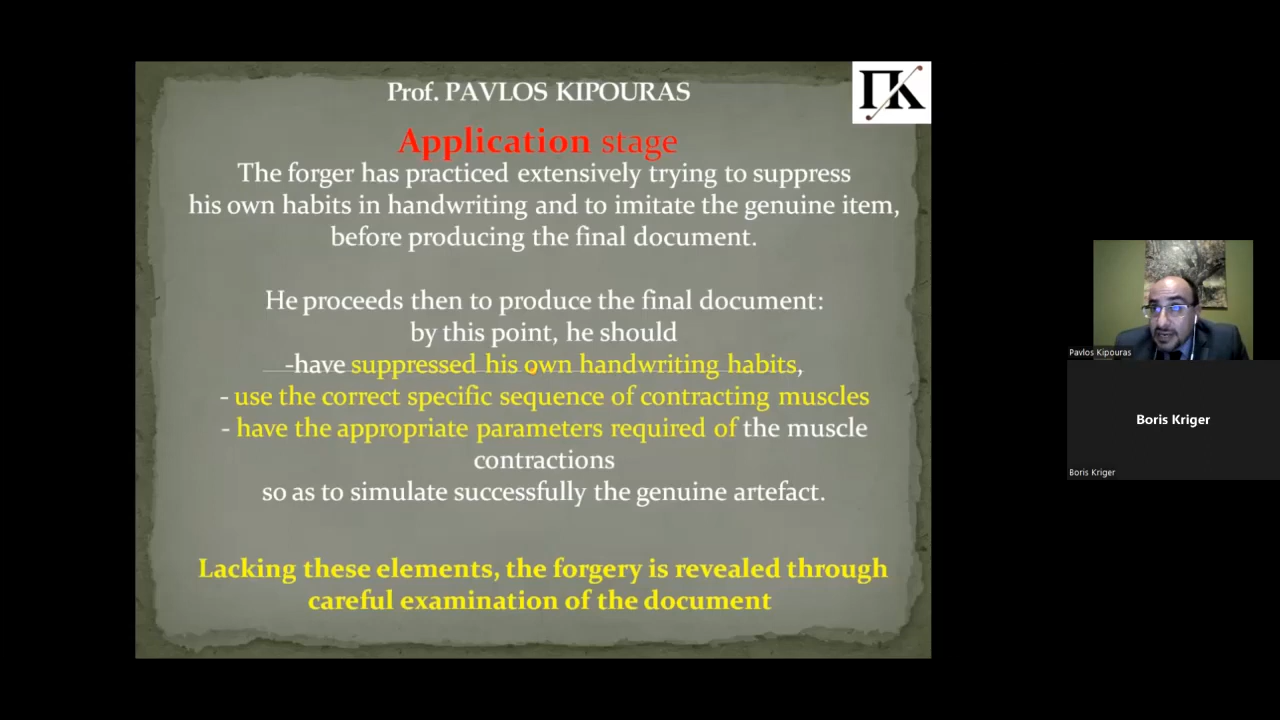 Prof. PAVLOS KIPOURAS
ΠΚ
Application stage
The forger has practiced extensively trying to suppress
his own habits in handwriting and to imitate the genuine item,
before producing the final document.
He proceeds then to produce the final document:
by this point, he should
-have suppressed his own handwriting habits,
- use the correct specific sequence of contracting muscles
- have the appropriate parameters required of the muscle
contractions
so as to simulate successfully the genuine artefact.
Lacking these elements, the forgery is revealed through
careful examination of the document
Pavlos Kipouras
Boris Kriger
Boris Kriger